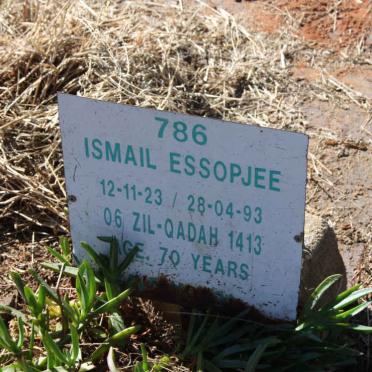 786
ISMAIL ESSOPJEE
12-11-23 / 28-04-93
06 ZIL-QADAH 1413
AGE. 70 YEARS